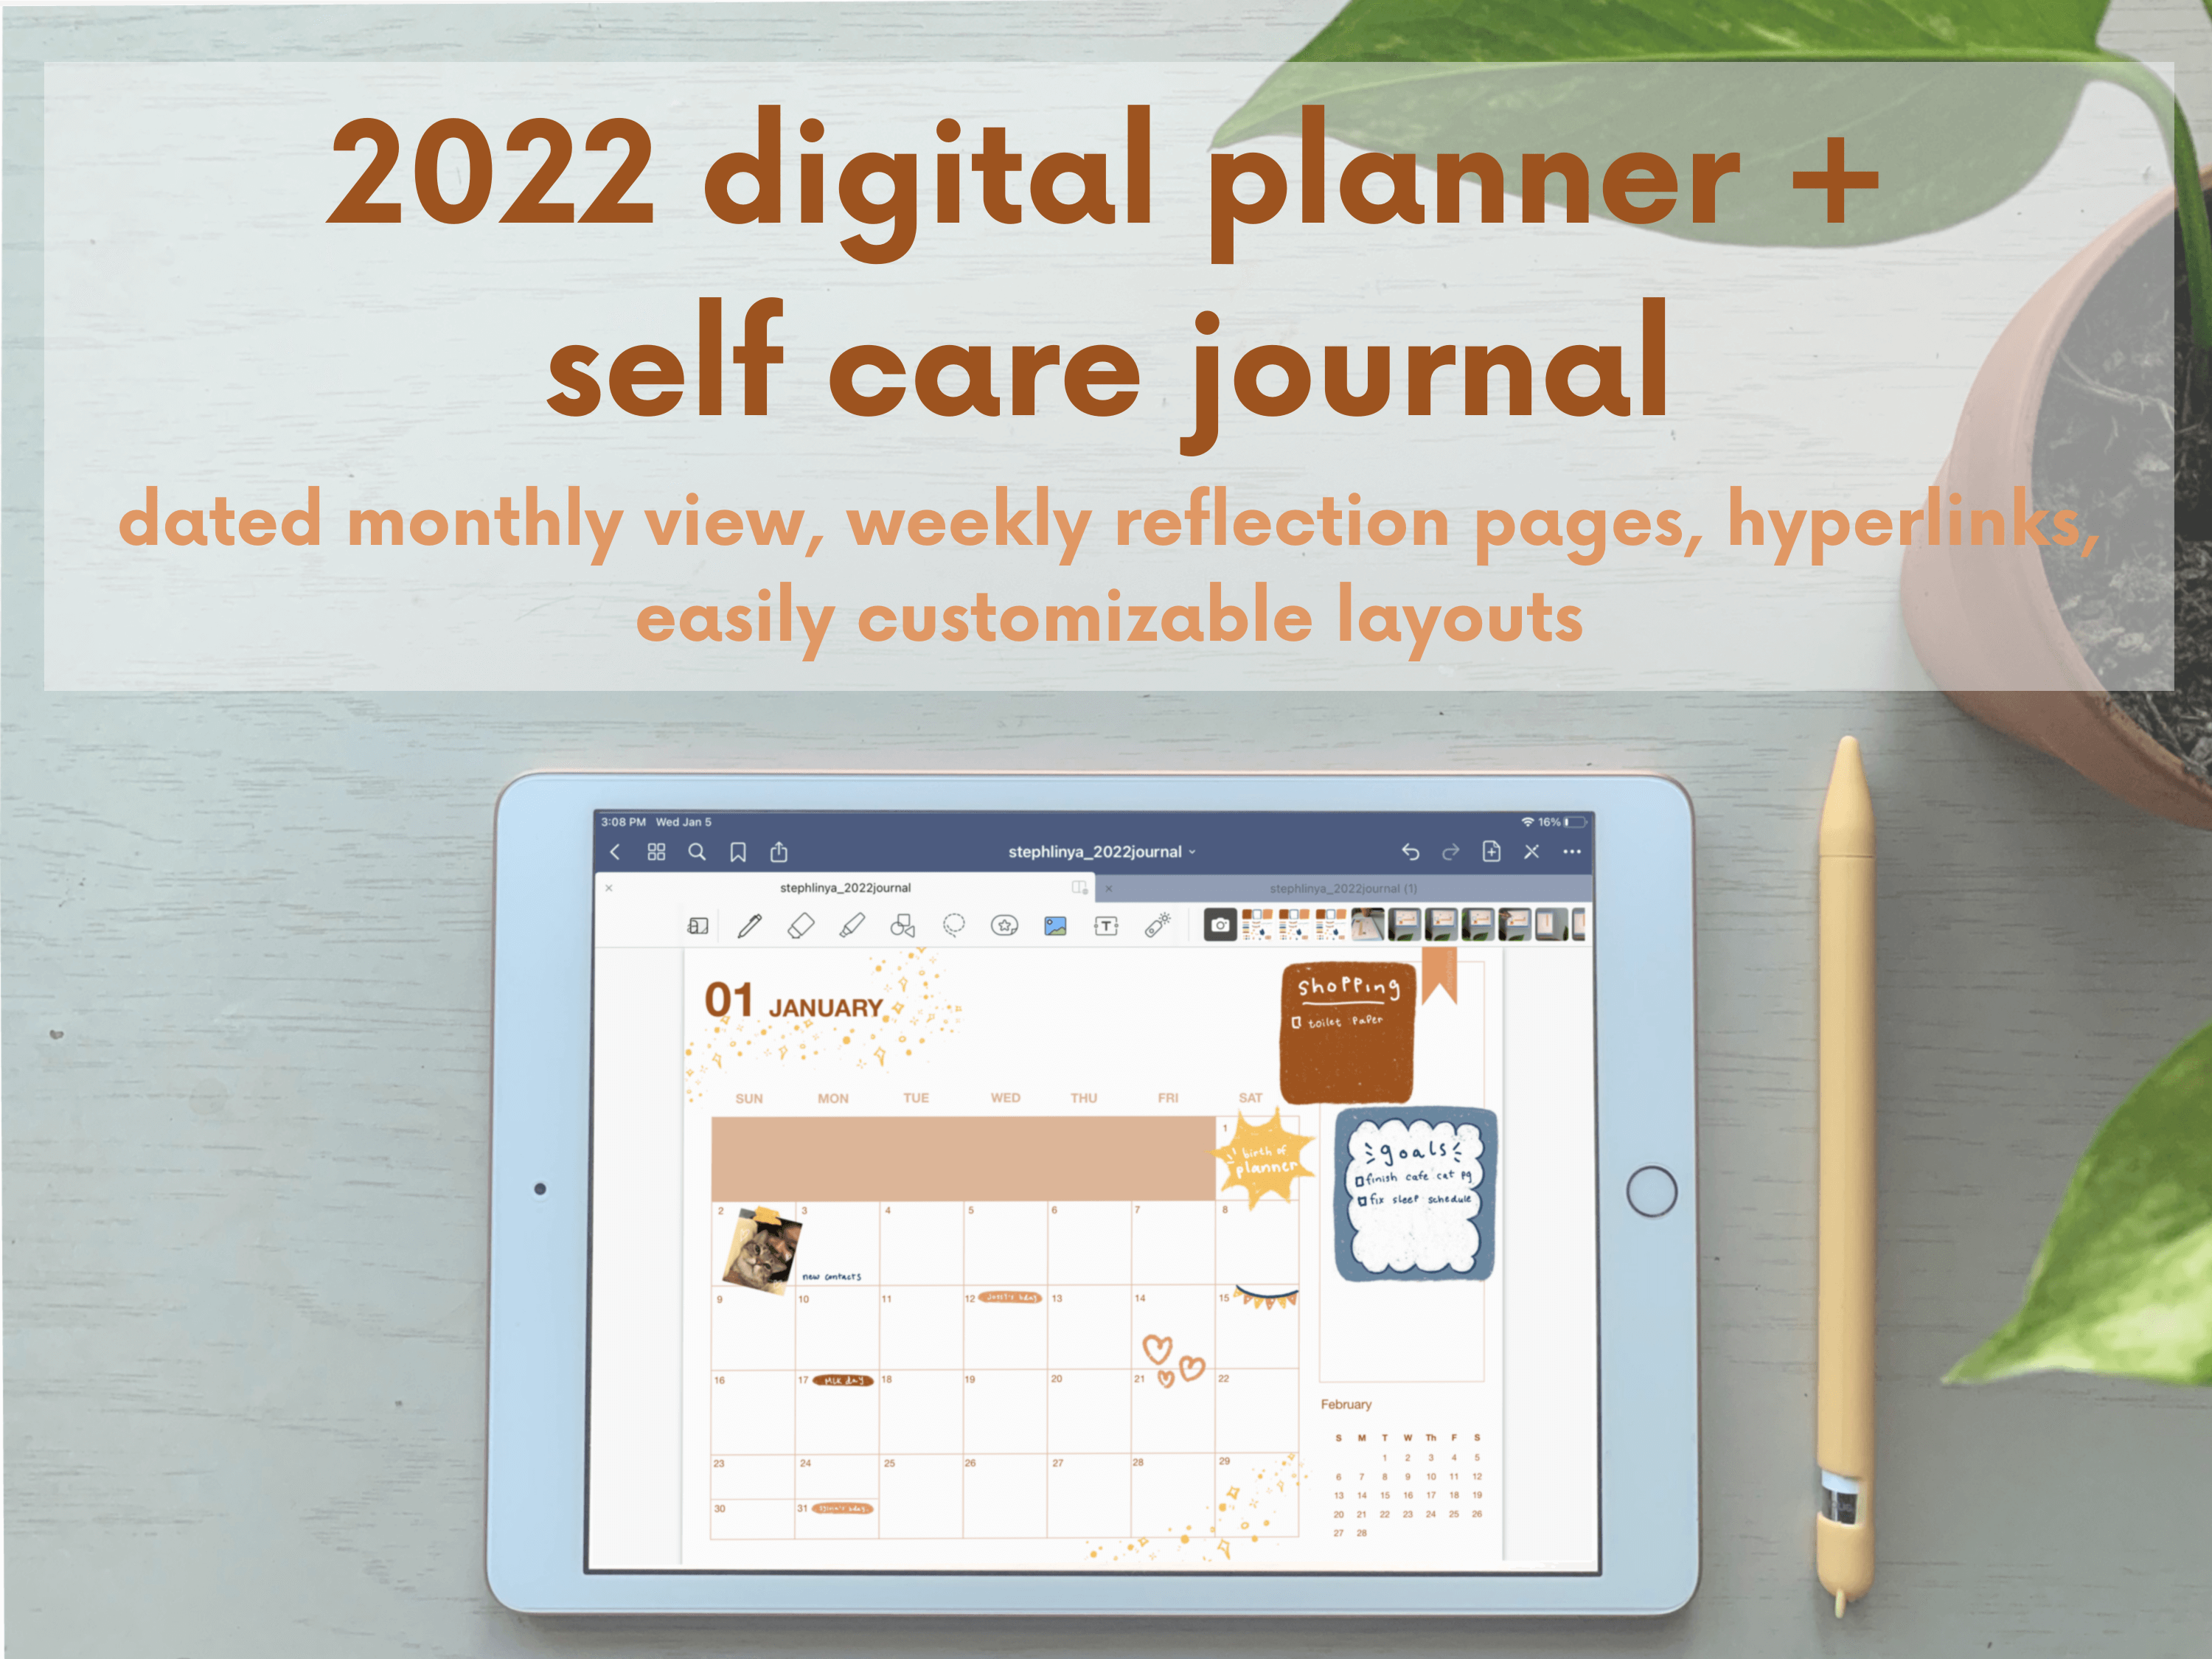 2022 digital planner +
self care journal
dated monthly view, weekly reflection pages, hyperlinks,
easily customizable layouts
3:08 PM Wed Jan 5
16%
stephlinya_2022journal
stephlinya_2022journal
stephlinya_2022journal (1)
01 JANUARY
shopping
toilet paper
SUN MON TUE WED THU FRI SAT
1
birth of
planner
goals
finish cafe cat pg
fix sleep schedule
2 3 4 5 6 7 8
new contacts
9 10 11 12 13 14 15
16 17 MLK day 18 19 20 21 22
23 24 25 26 27 28 29
30 31
February
S M T W Th F S
1 2 3 4 5
6 7 8 9 10 11 12
13 14 15 16 17 18 19
20 21 22 23 24 25 26
27 28